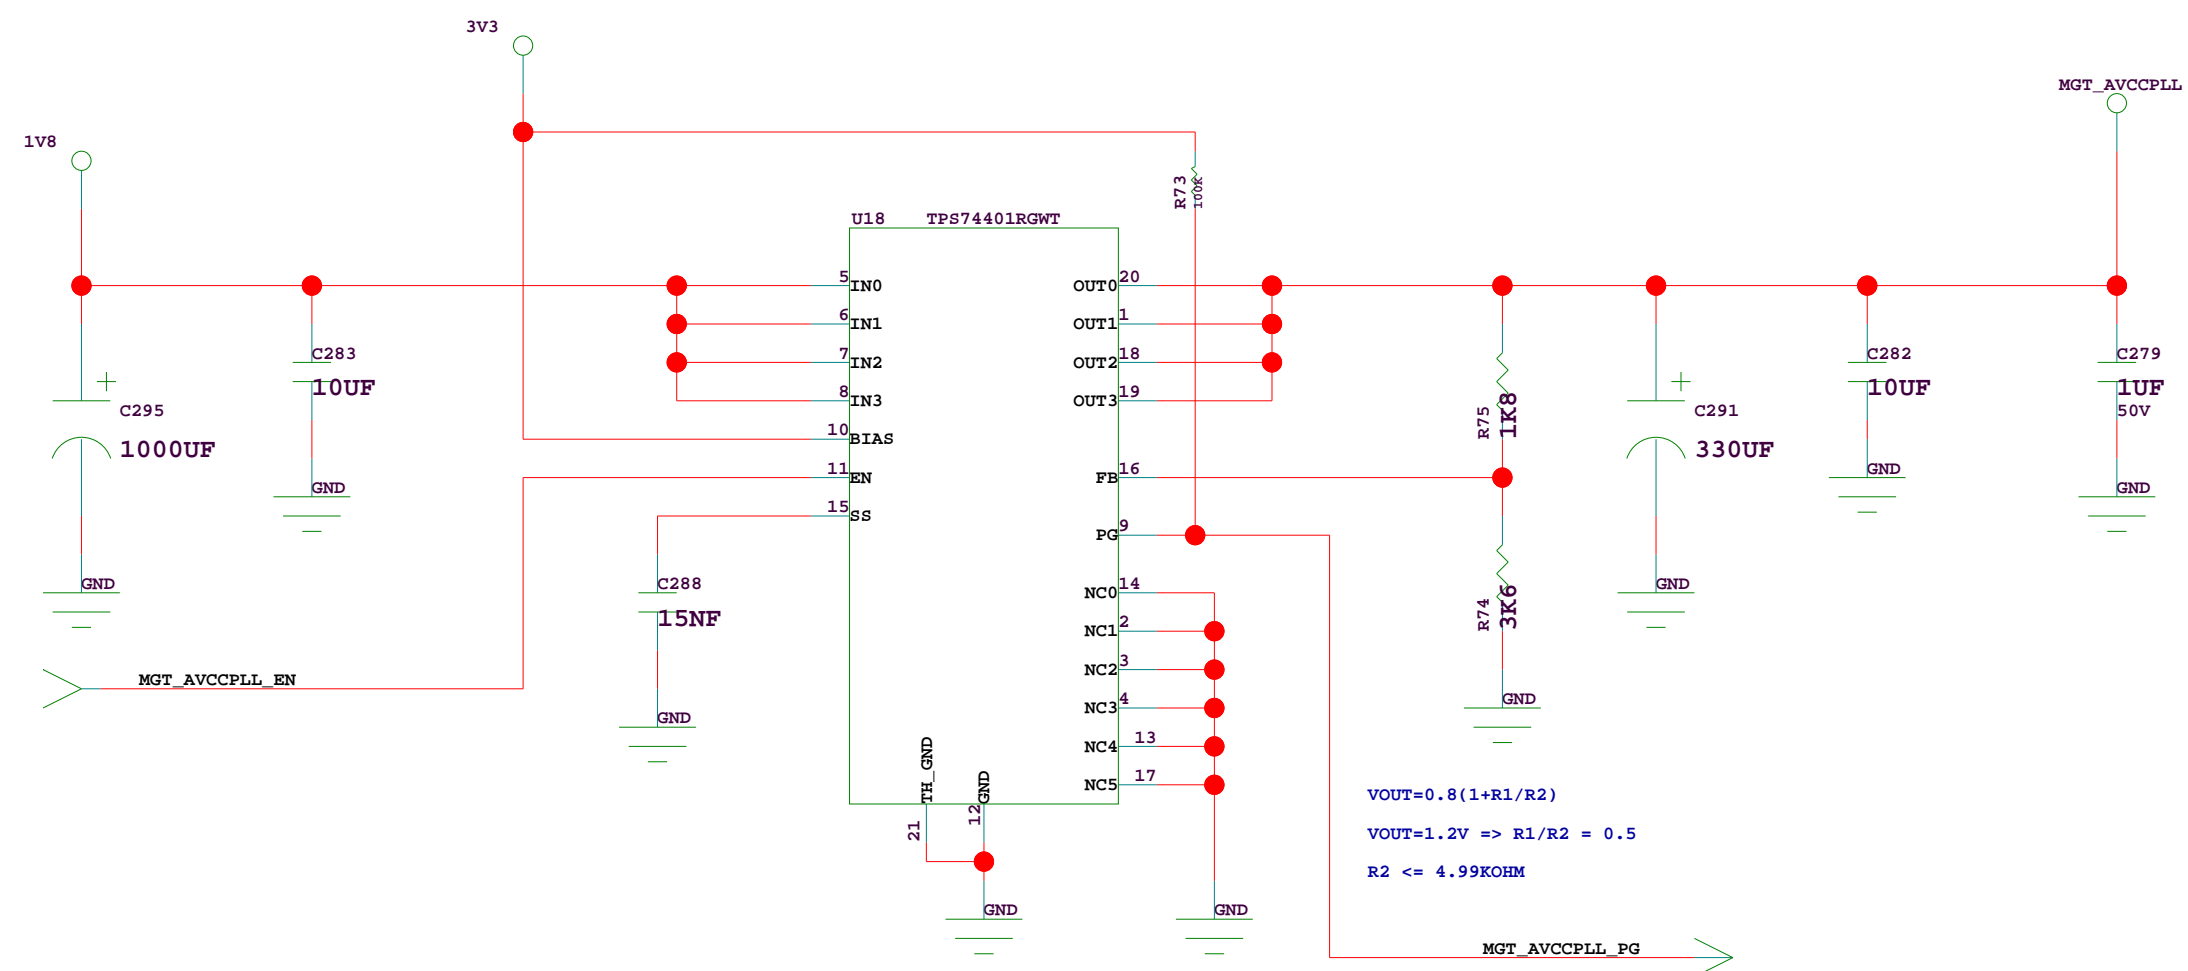 3V3
MGT_AVCCPLL
1V8
R73
100K
U18
TPS74401RGWT
5
IN0
6
IN1
7
IN2
8
IN3
10
BIAS
11
EN
15
SS
OUT0
20
OUT1
1
OUT2
18
OUT3
19
FB
16
PG
9
NC0
14
NC1
2
NC2
3
NC3
4
NC4
13
NC5
17
TH_GND
21
GND
12
C295
1000UF
GND
C283
10UF
GND
C288
15NF
GND
MGT_AVCCPLL_EN
R75
1K8
R74
3K6
GND
C291
330UF
GND
C282
10UF
GND
C279
1UF
50V
GND
GND
GND
VOUT=0.8(1+R1/R2)
VOUT=1.2V => R1/R2 = 0.5
R2 <= 4.99KOHM
MGT_AVCCPLL_PG